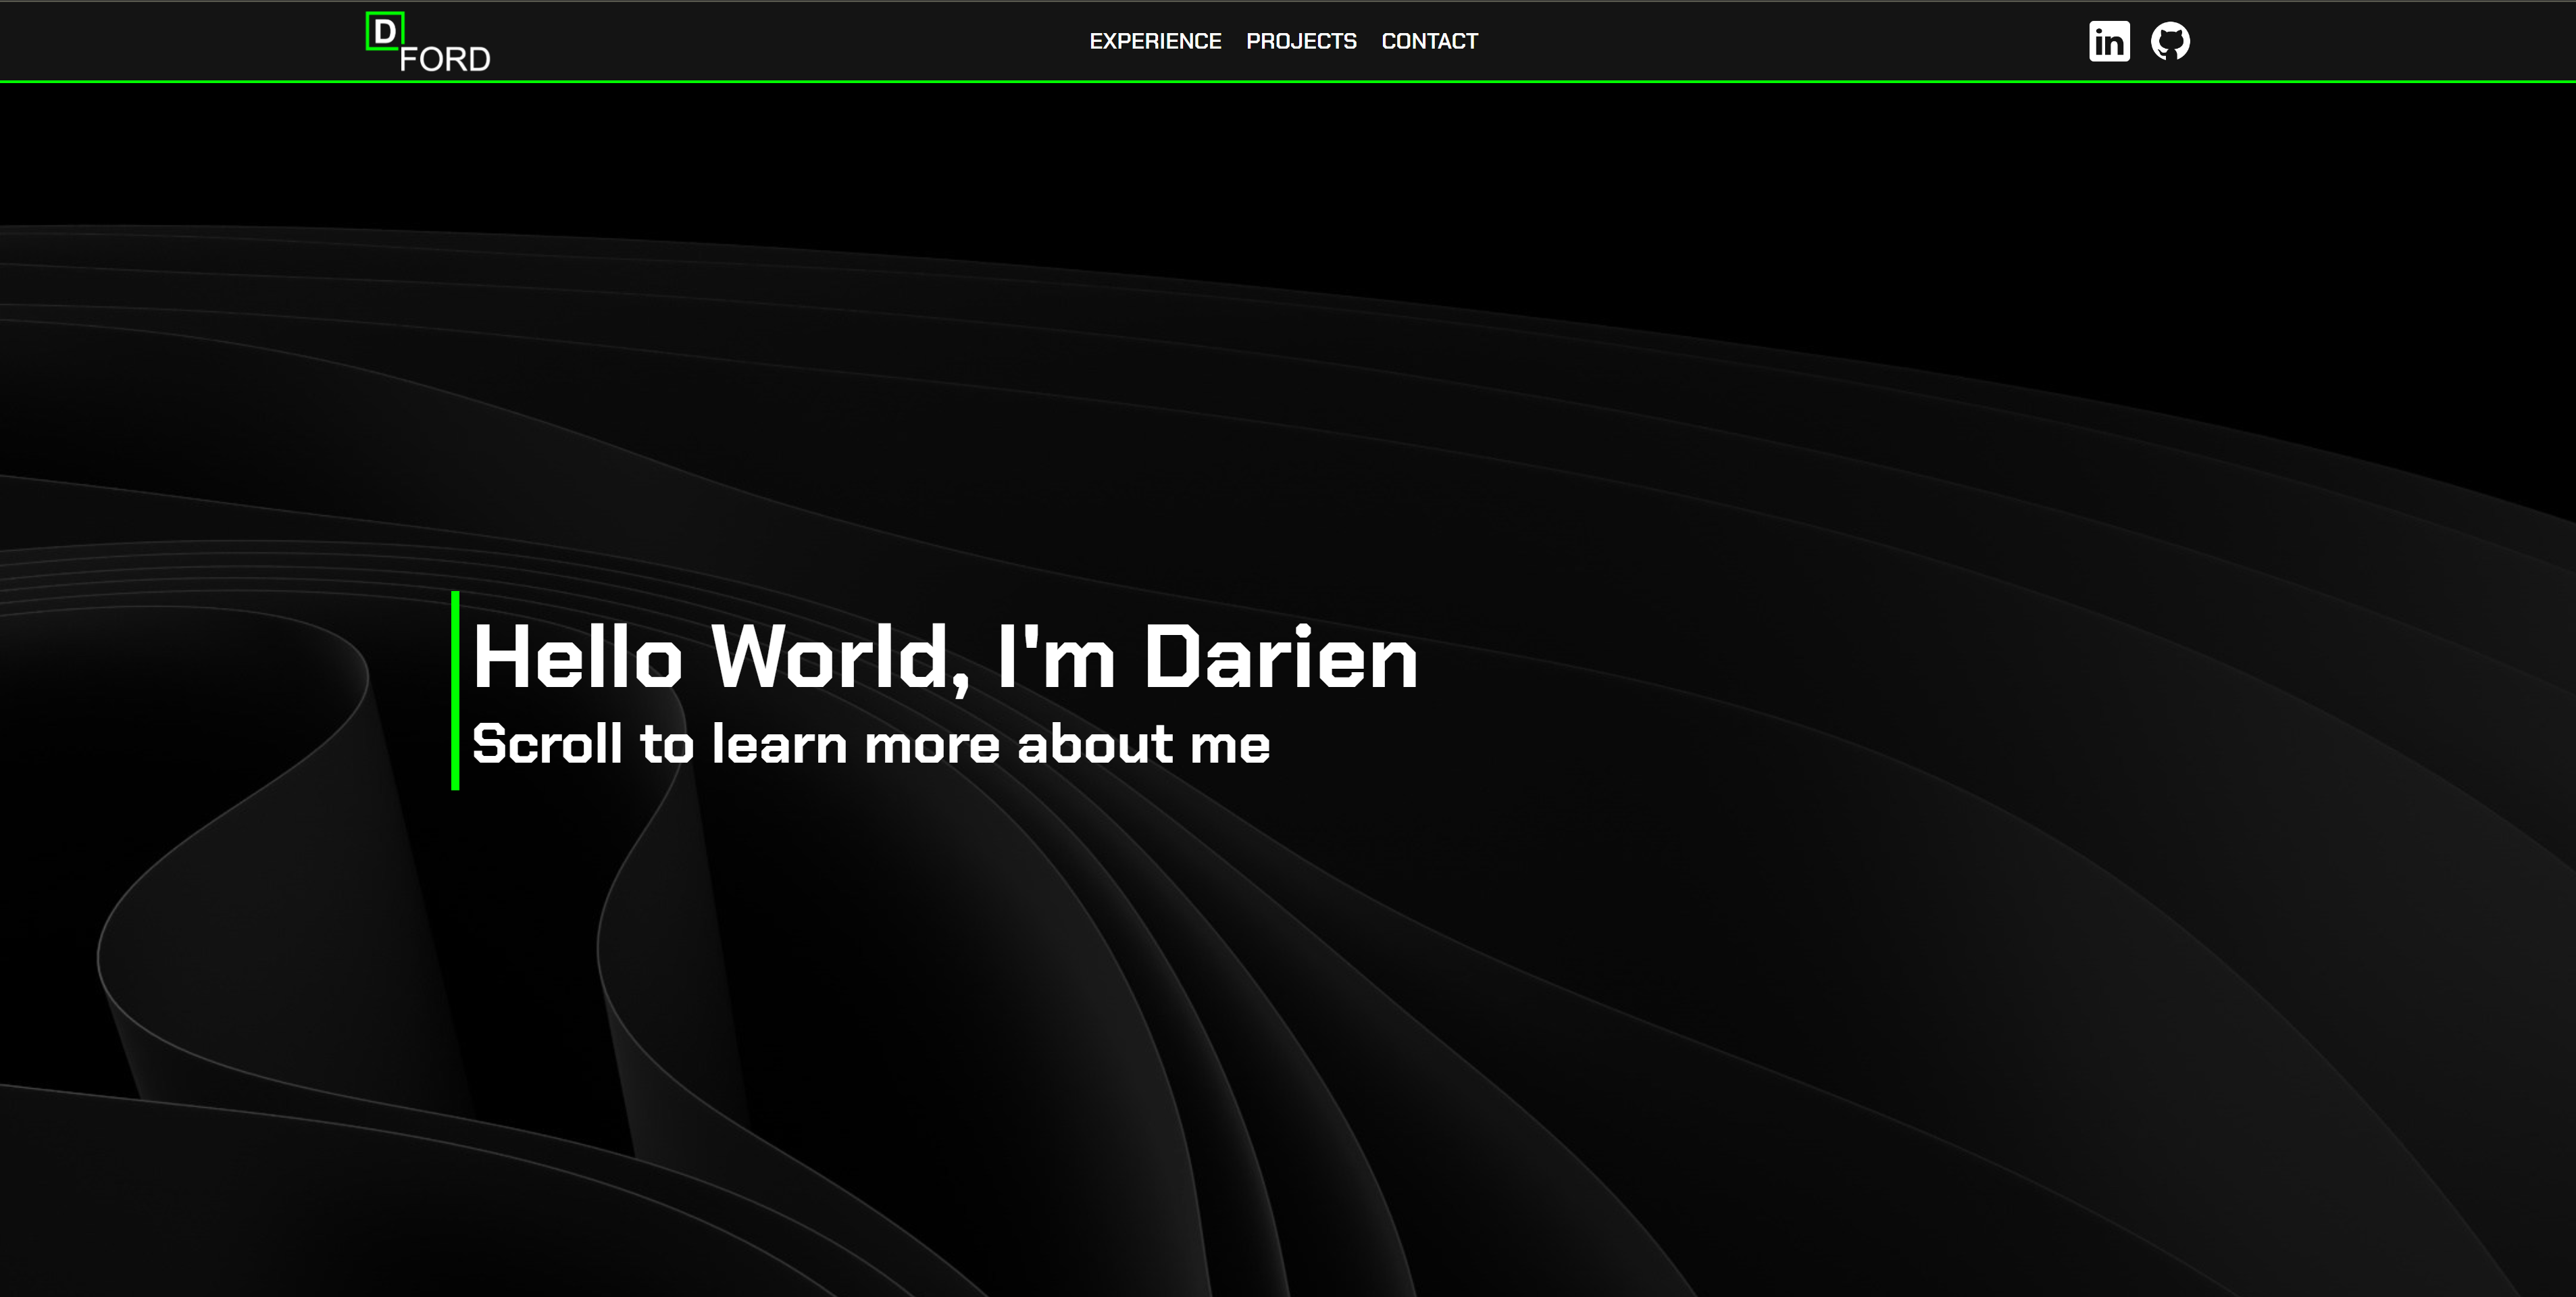 D
FORD
EXPERIENCE PROJECTS CONTACT
in
Hello World, I'm Darien
Scroll to learn more about me